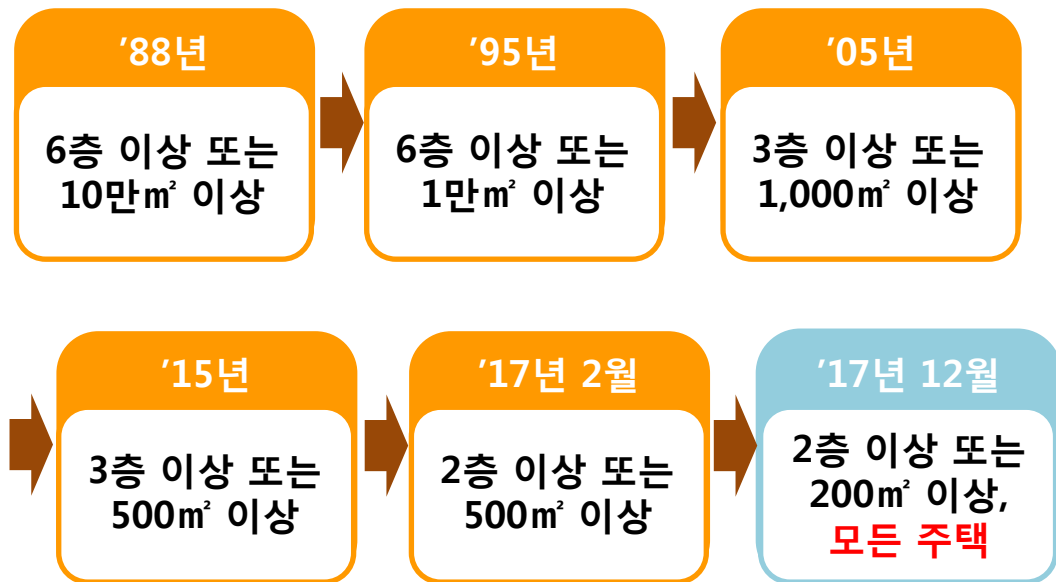 '88년
6층 이상 또는
10만㎡ 이상
'95년
6층 이상 또는
1만㎡ 이상
'05년
3층 이상 또는
1,000㎡ 이상
'15년
3층 이상 또는
500㎡ 이상
'17년 2월
2층 이상 또는
500㎡ 이상
'17년 12월
2층 이상 또는
200㎡ 이상,
모든 주택